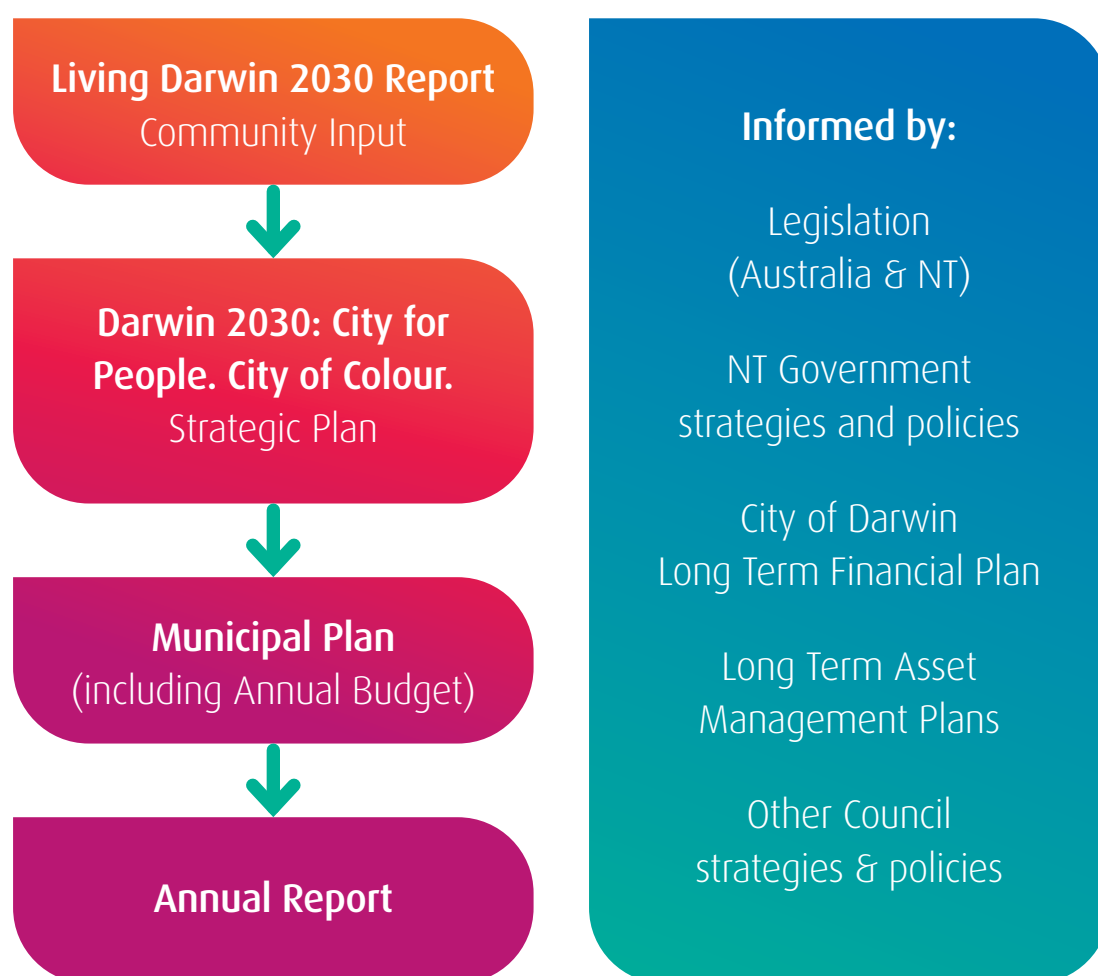 Living Darwin 2030 Report
Community Input
Darwin 2030: City for
People. City of Colour.
Strategic Plan
Municipal Plan
(including Annual Budget)
Annual Report
Informed by:
Legislation
(Australia & NT)
NT Government
strategies and policies
City of Darwin
Long Term Financial Plan
Long Term Asset
Management Plans
Other Council
strategies & policies